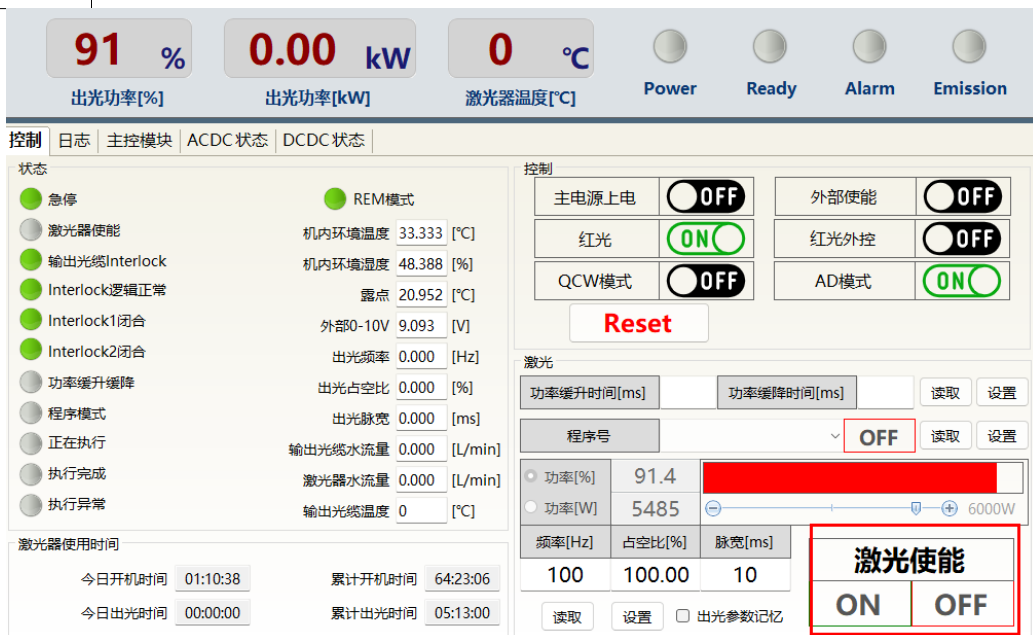 91 % 0.00 kW 0 ℃
出光功率[%] 出光功率[kW] 激光器温度[℃] Power Ready Alarm Emission
控制 日志 主控模块 ACDC 状态 DCDC 状态
状态
急停 REM模式
激光器使能 机内环境温度 33.333 [℃]
输出光缆Interlock 机内环境湿度 48.388 [%]
Interlock逻辑正常 露点 20.952 [℃]
Interlock1闭合 外部0-10V 9.093 [V]
Interlock2闭合 出光频率 0.000 [Hz]
功率缓升缓降 出光占空比 0.000 [%]
程序模式 出光脉宽 0.000 [ms]
正在执行 输出光缆水流量 0.000 [L/min]
执行完成 激光器水流量 0.000 [L/min]
执行异常 输出光缆温度 0 [℃]
激光器使用时间
今日开机时间 01:10:38 累计开机时间 64:23:06
今日出光时间 00:00:00 累计出光时间 05:13:00
控制
主电源上电 OFF 外部使能 OFF
红光 ON 红光外控 OFF
QCW模式 OFF AD模式 ON
Reset
激光
功率缓升时间[ms] 功率缓降时间[ms] 读取 设置
程序号 OFF 读取 设置
功率[%] 91.4
功率[W] 5485 6000W
频率[Hz] 占空比[%] 脉宽[ms]
100 100.00 10
读取 设置 出光参数记忆
激光使能
ON OFF